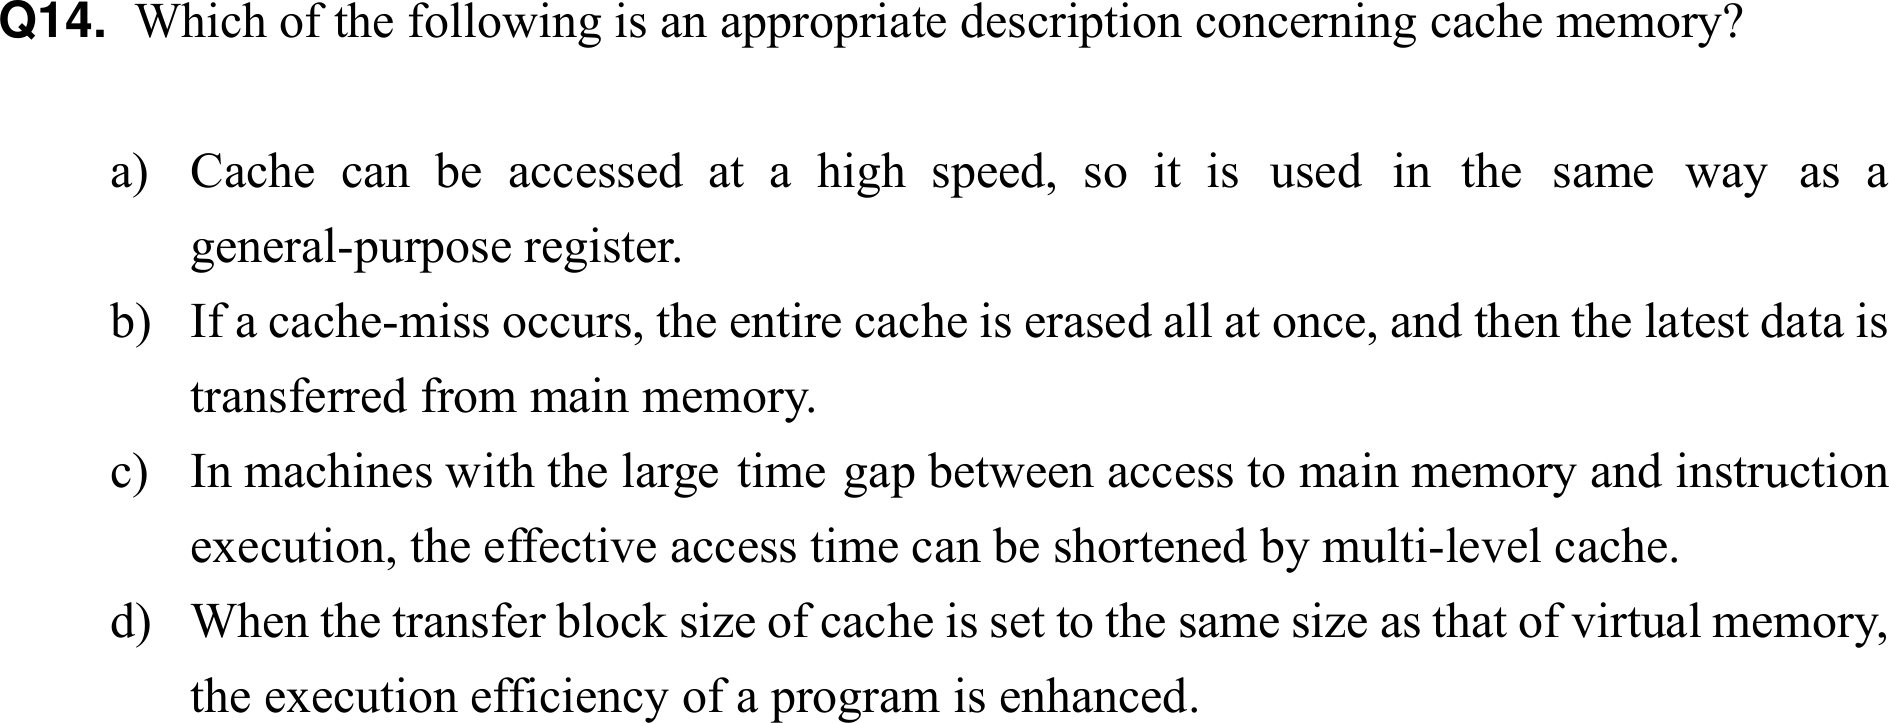 Q14. Which of the following is an appropriate description concerning cache memory?
a) Cache can be accessed at a high speed, so it is used in the same way as a
general-purpose register.
b) If a cache-miss occurs, the entire cache is erased all at once, and then the latest data is
transferred from main memory.
c) In machines with the large time gap between access to main memory and instruction
execution, the effective access time can be shortened by multi-level cache.
d) When the transfer block size of cache is set to the same size as that of virtual memory,
the execution efficiency of a program is enhanced.